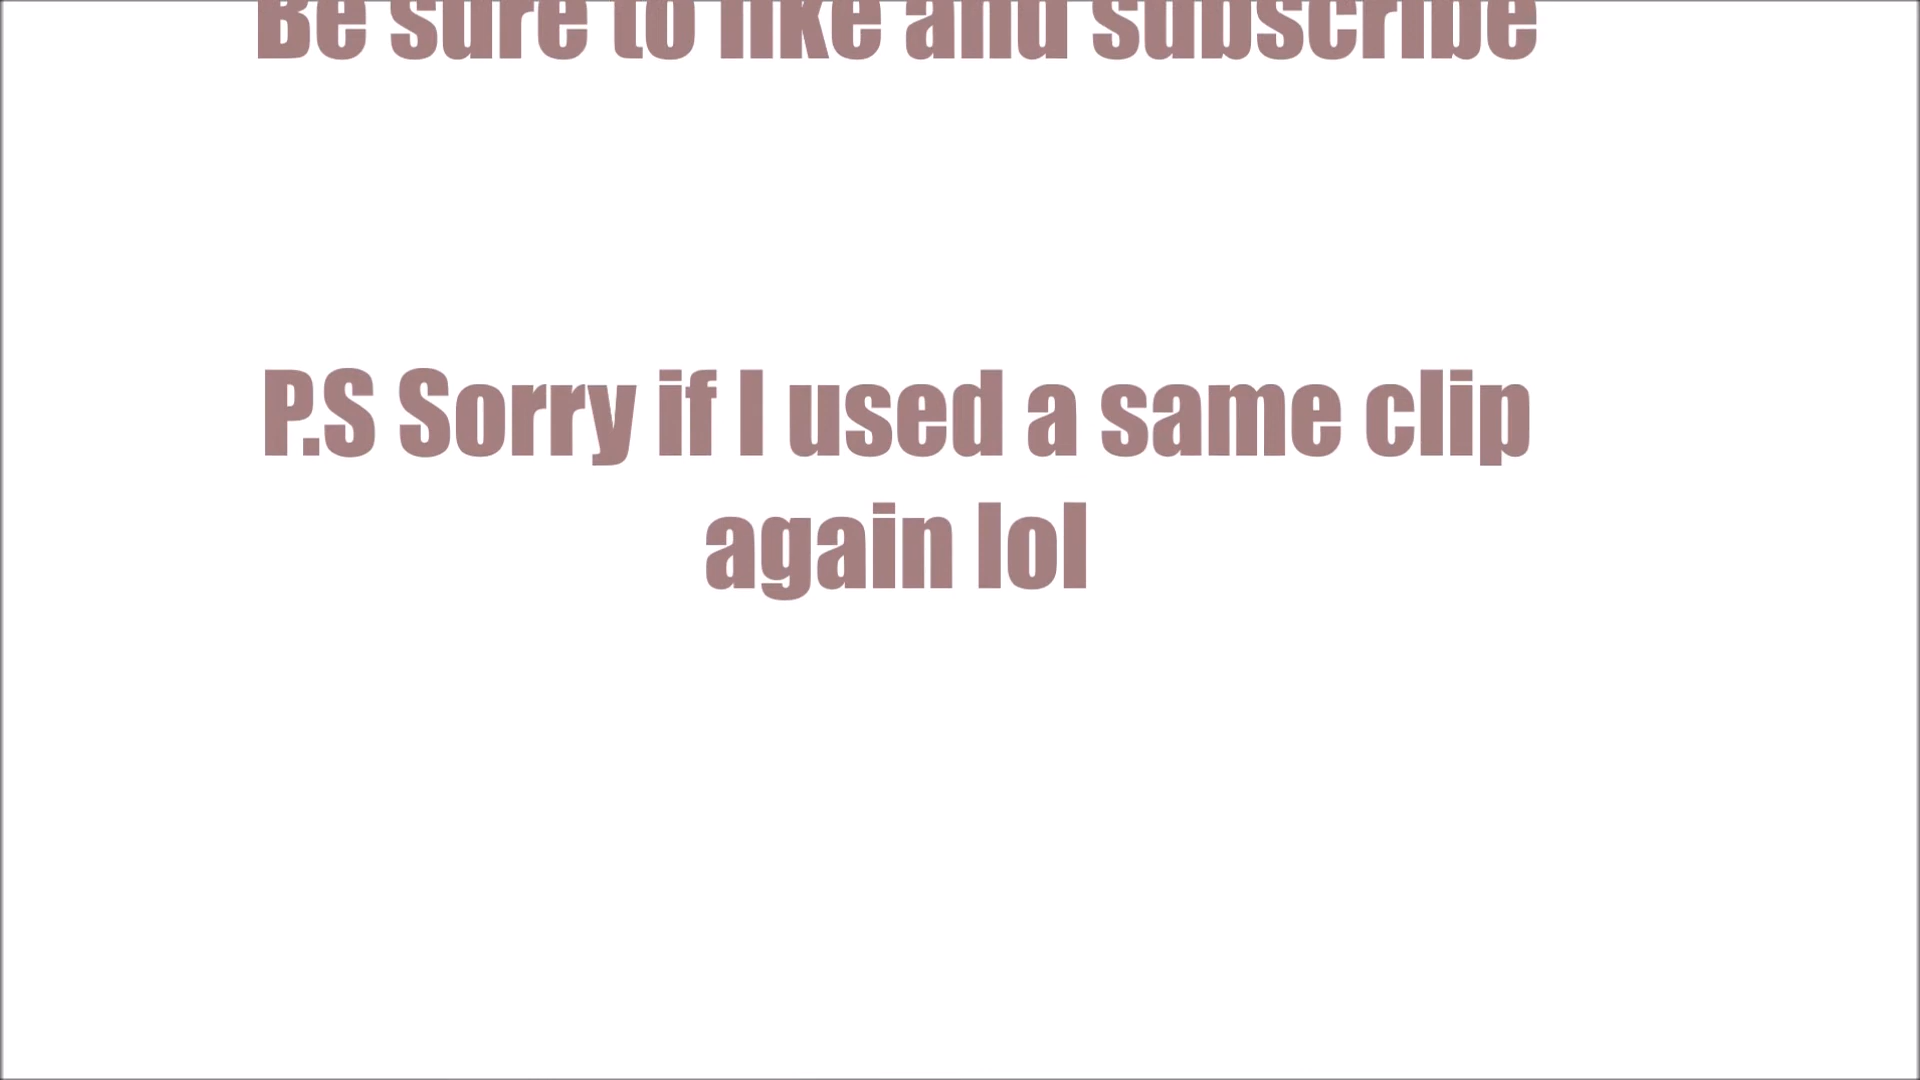 Be sure to like and subscribe
P.S Sorry if I used a same clip
again lol